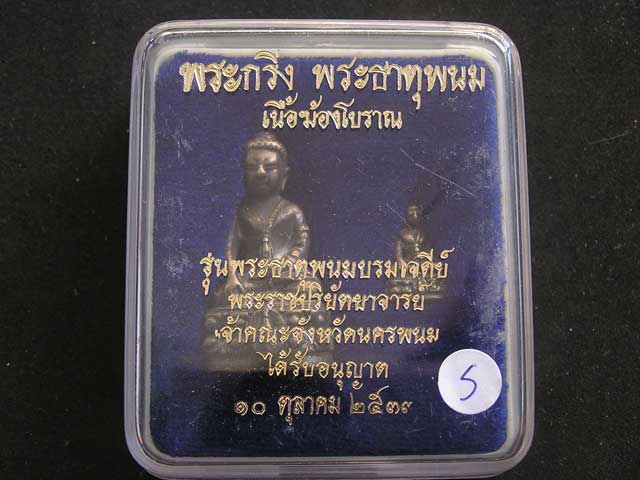 พระกริ่ง พระธาตุพนม
เนื้อฆ้องโบราณ
รุ่นพระธาตุพนมบรมเจดีย์
พระราชปริยัตยาจารย์
เจ้าคณะจังหวัดนครพนม
ได้รับอนุญาต
๑๐ ตุลาคม ๒๕๓๙
S